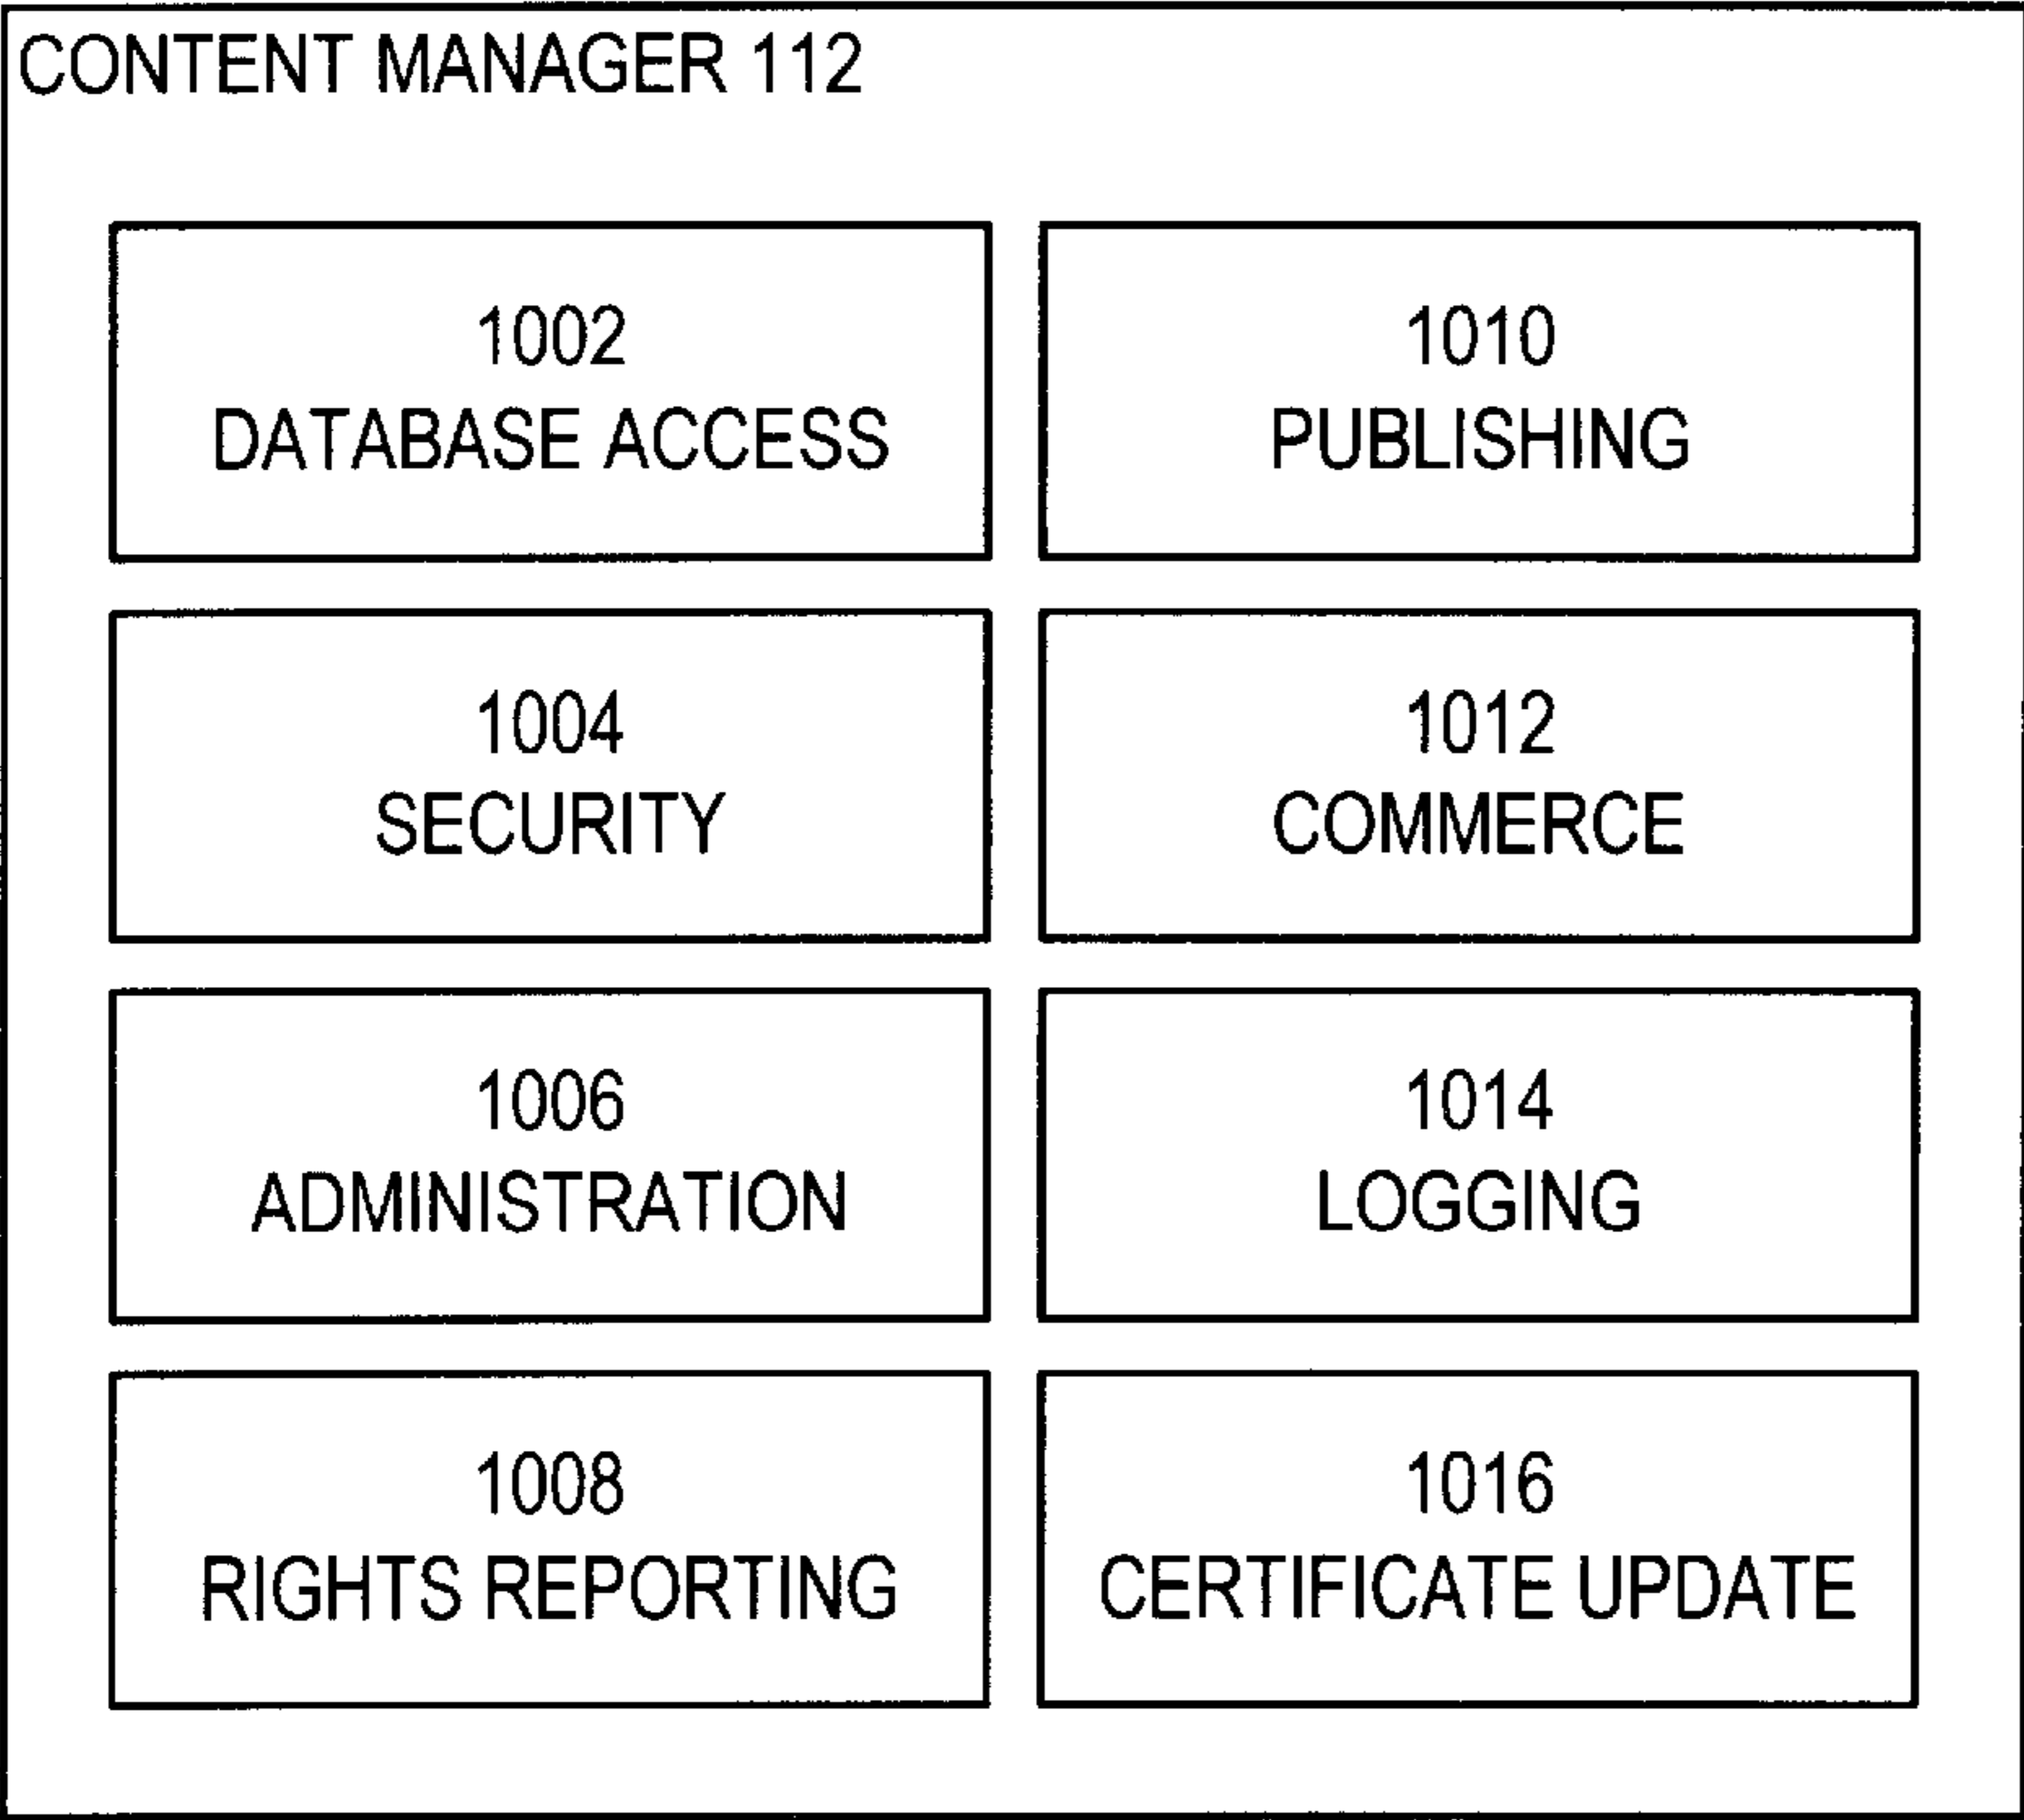 CONTENT MANAGER 112
1002
DATABASE ACCESS
1010
PUBLISHING
1004
SECURITY
1012
COMMERCE
1006
ADMINISTRATION
1014
LOGGING
1008
RIGHTS REPORTING
1016
CERTIFICATE UPDATE